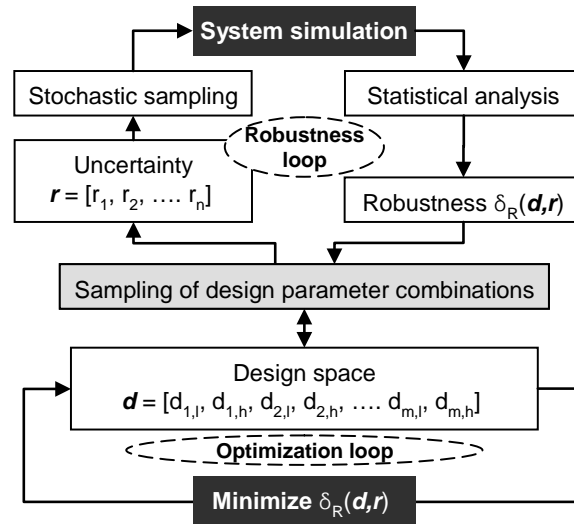 System simulation
Stochastic sampling
Statistical analysis
Robustness
loop
Uncertainty
r = [r1, r2, .... rn]
Robustness δR(d,r)
Sampling of design parameter combinations
Design space
d = [d1,l, d1,h, d2,l, d2,h, .... dm,l, dm,h]
Optimization loop
Minimize δR(d,r)